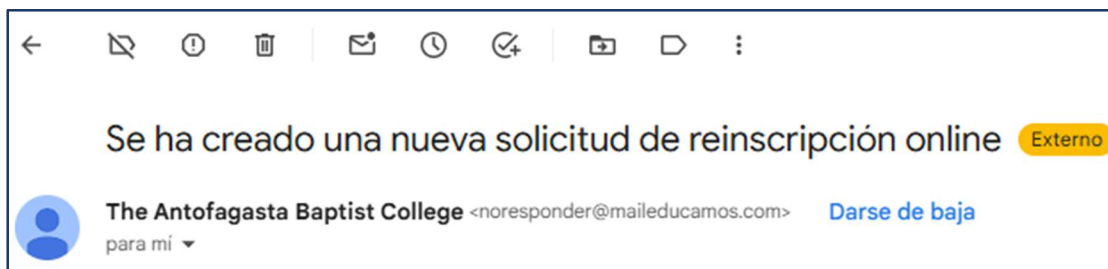 Se ha creado una nueva solicitud de reinscripción online Externo
The Antofagasta Baptist College <noresponder@maileducamos.com> Darse de baja
para mí